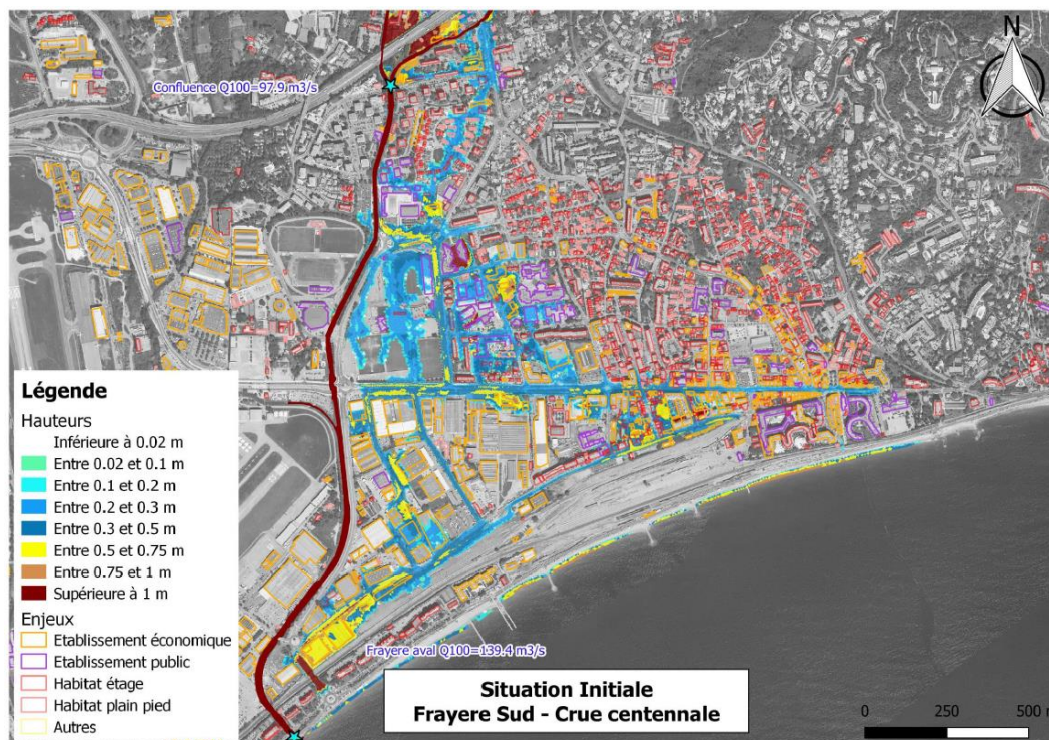 N
Confluence Q100=97.9 m3/s
Légende
Hauteurs
Inférieure à 0.02 m
Entre 0.02 et 0.1 m
Entre 0.1 et 0.2 m
Entre 0.2 et 0.3 m
Entre 0.3 et 0.5 m
Entre 0.5 et 0.75 m
Entre 0.75 et 1 m
Supérieure à 1 m
Enjeux
Etablissement économique
Etablissement public
Habitat étage
Habitat plain pied
Autres
Frayere aval Q100=139.4 m3/s
Situation Initiale
Frayere Sud - Crue centennale
0 250 500 m